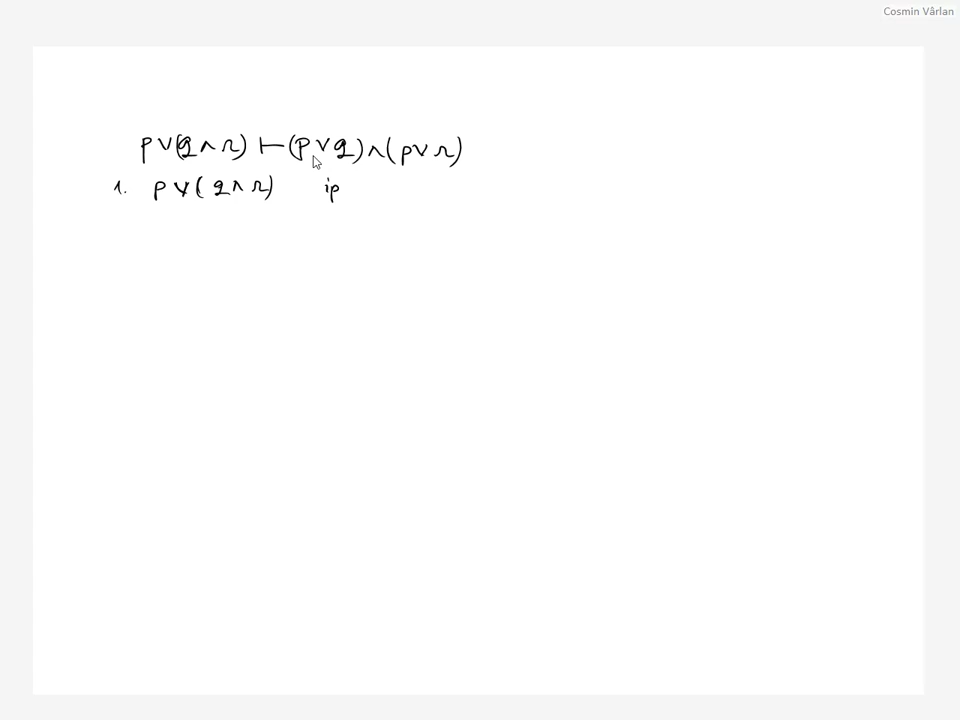 Cosmin Vârlan
p∨(q∧r) ⊢ (p∨q)∧(p∨r)
1. p∨(q∧r) ip